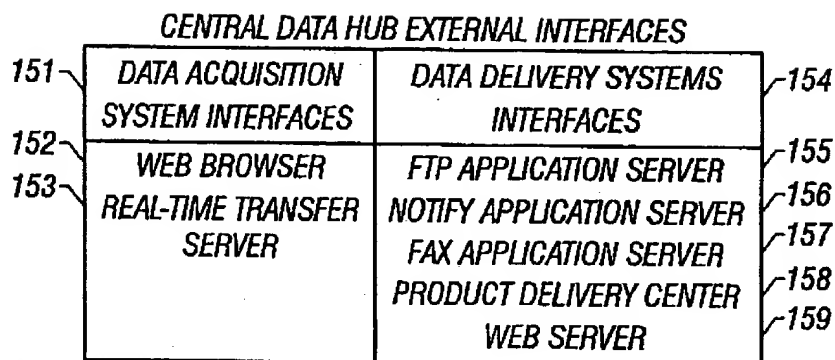 CENTRAL DATA HUB EXTERNAL INTERFACES
151 DATA ACQUISITION SYSTEM INTERFACES
DATA DELIVERY SYSTEMS INTERFACES 154
152 WEB BROWSER
153 REAL-TIME TRANSFER SERVER
FTP APPLICATION SERVER 155
NOTIFY APPLICATION SERVER 156
FAX APPLICATION SERVER 157
PRODUCT DELIVERY CENTER 158
WEB SERVER 159